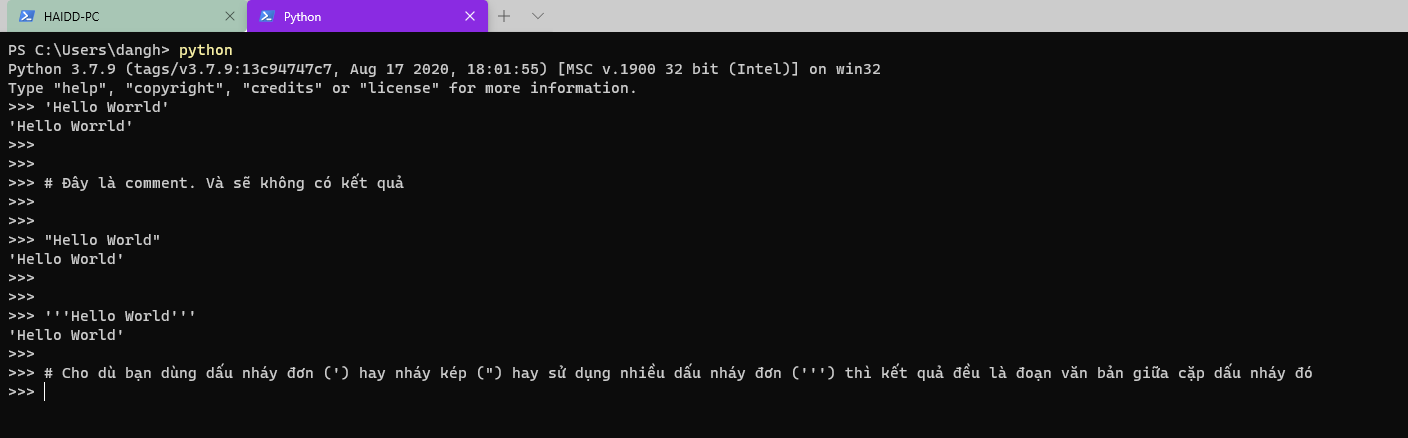 HAIDD-PC
Python
PS C:\Users\dangh> python
Python 3.7.9 (tags/v3.7.9:13c94747c7, Aug 17 2020, 18:01:55) [MSC v.1900 32 bit (Intel)] on win32
Type "help", "copyright", "credits" or "license" for more information.
>>> 'Hello Worrld'
'Hello Worrld'
>>>
>>>
>>> # Đây là comment. Và sẽ không có kết quả
>>>
>>>
>>> "Hello World"
'Hello World'
>>>
>>>
>>> '''Hello World'''
'Hello World'
>>>
>>> # Cho dù bạn dùng dấu nháy đơn (') hay nháy kép (") hay sử dụng nhiều dấu nháy đơn (''') thì kết quả đều là đoạn văn bản giữa cặp dấu nháy đó
>>>